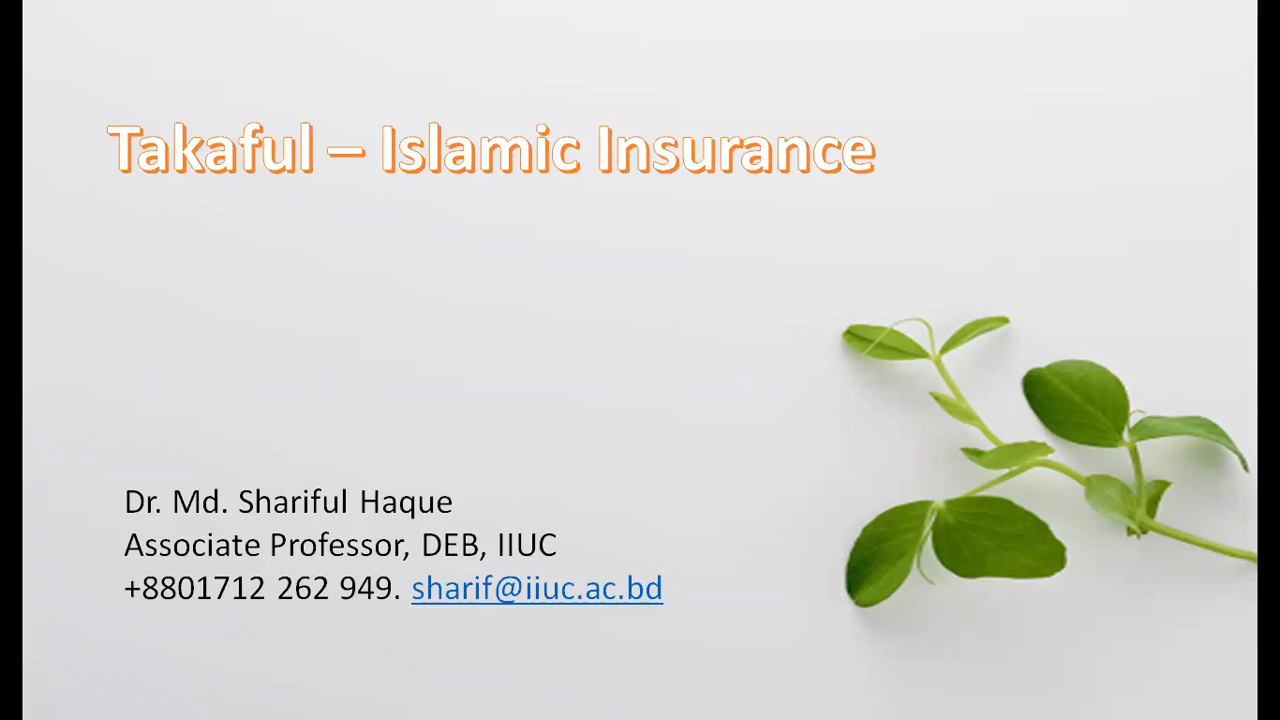 Takaful – Islamic Insurance
Dr. Md. Shariful Haque
Associate Professor, DEB, IIUC
+8801712 262 949. sharif@iiuc.ac.bd